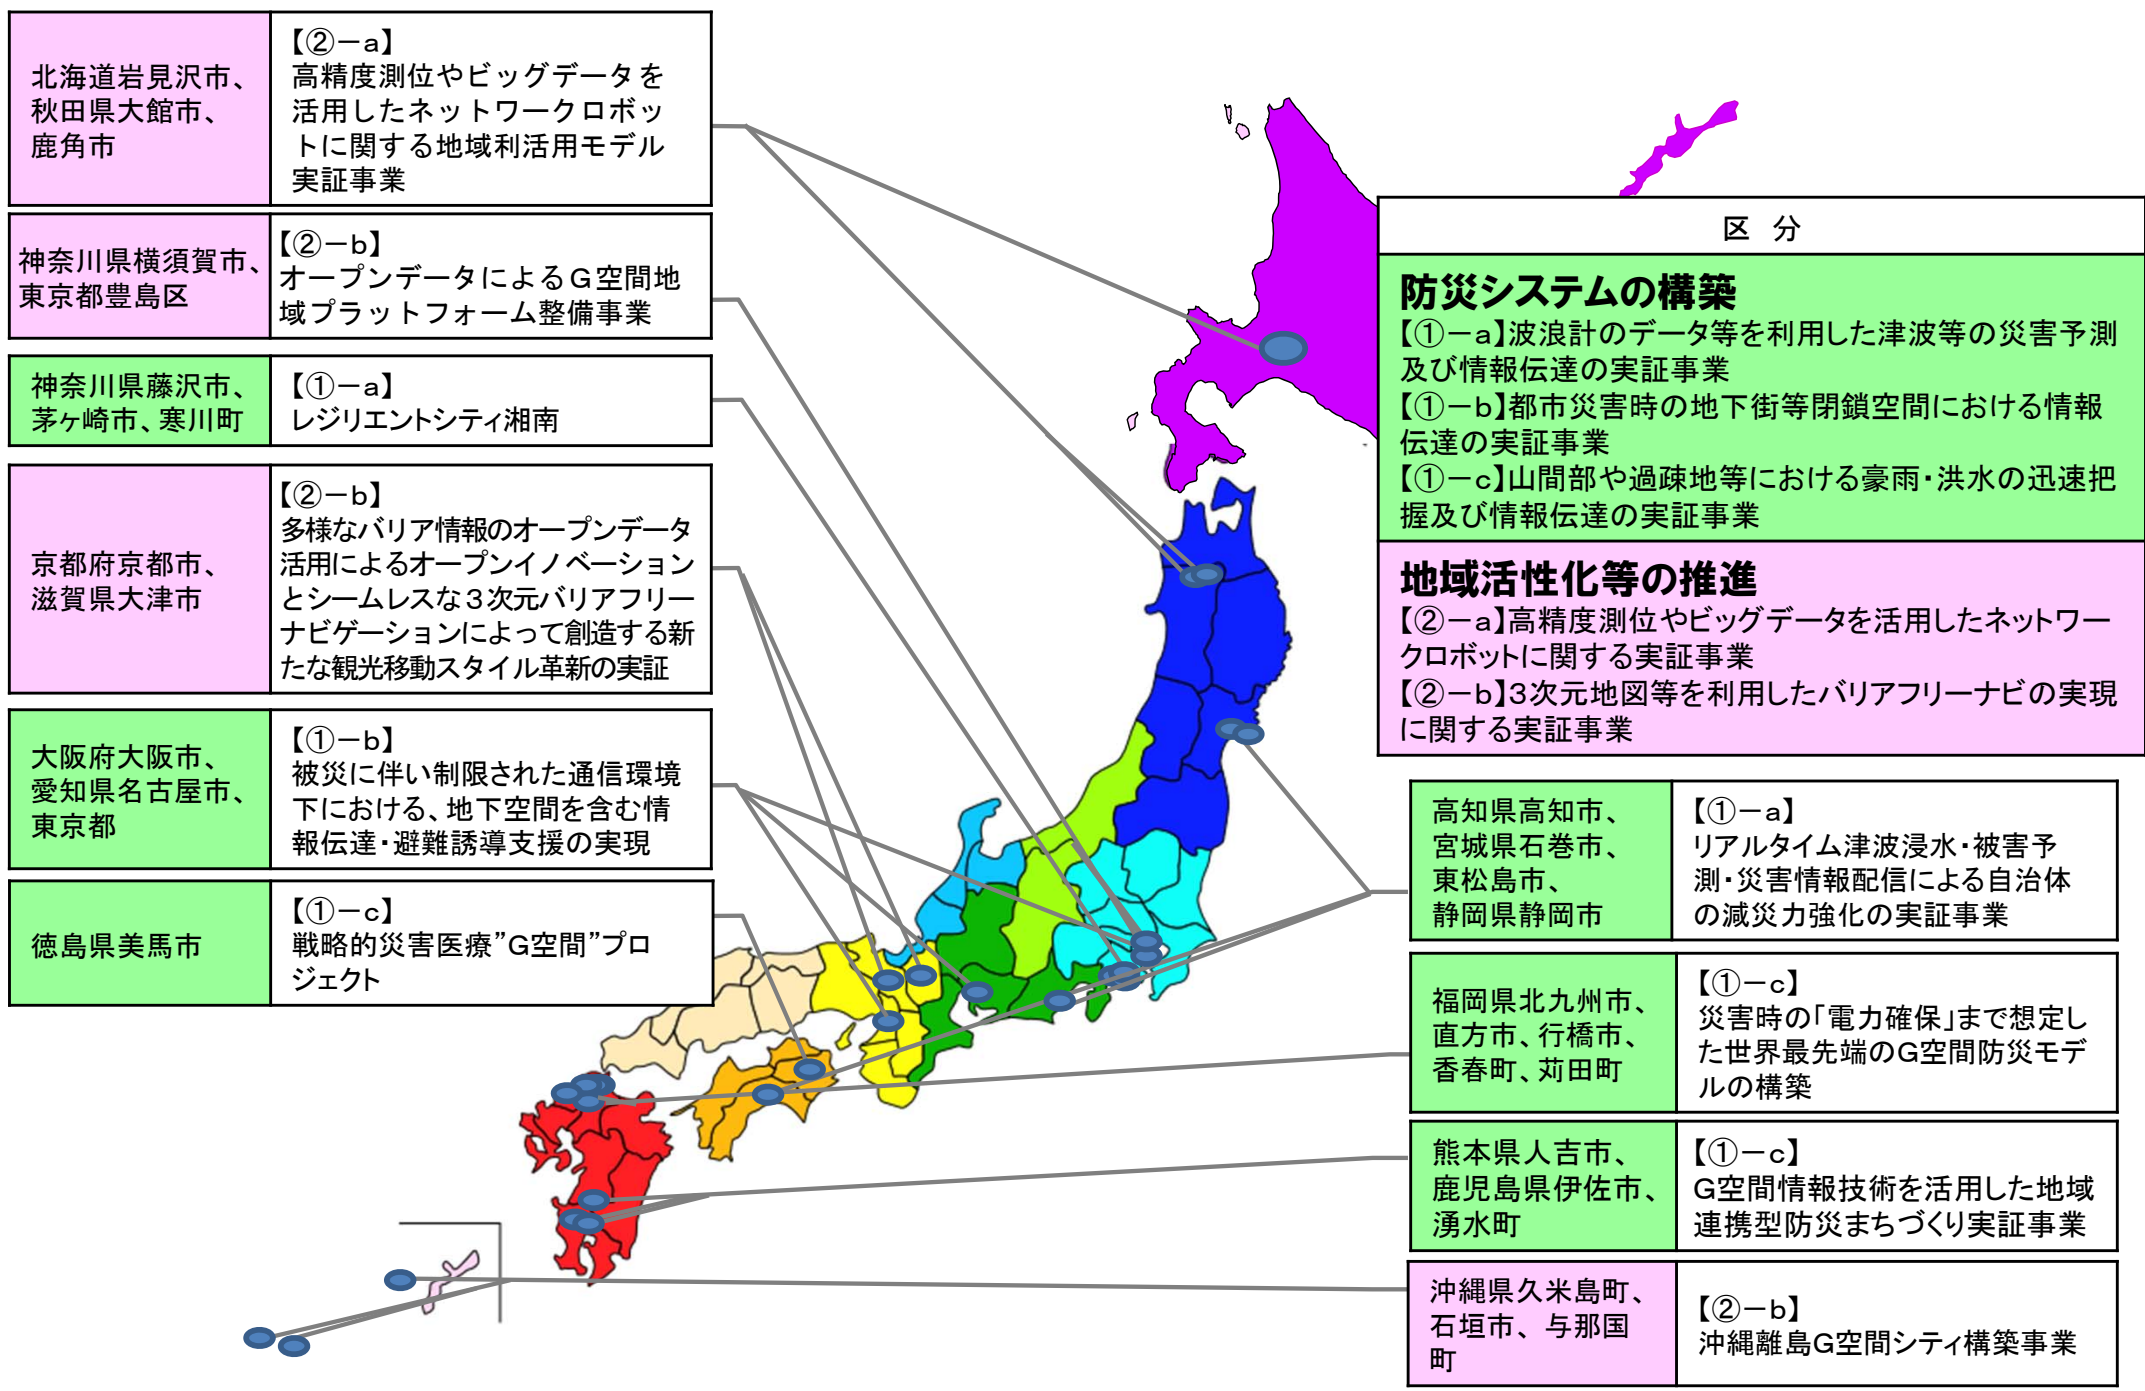 北海道岩見沢市、
秋田県大館市、
鹿角市
【②－a】
高精度測位やビッグデータを
活用したネットワークロボッ
トに関する地域利活用モデル
実証事業
神奈川県横須賀市、
東京都豊島区
【②－b】
オープンデータによるＧ空間地
域プラットフォーム整備事業
神奈川県藤沢市、
茅ヶ崎市、寒川町
【①－a】
レジリエントシティ湘南
京都府京都市、
滋賀県大津市
【②－b】
多様なバリア情報のオープンデータ
活用によるオープンイノベーション
とシームレスな３次元バリアフリー
ナビゲーションによって創造する新
たな観光移動スタイル革新の実証
大阪府大阪市、
愛知県名古屋市、
東京都
【①－b】
被災に伴い制限された通信環境
下における、地下空間を含む情
報伝達・避難誘導支援の実現
徳島県美馬市
【①－c】
戦略的災害医療”G空間”プロ
ジェクト
区　分
防災システムの構築
【①－a】波浪計のデータ等を利用した津波等の災害予測
及び情報伝達の実証事業
【①－b】都市災害時の地下街等閉鎖空間における情報
伝達の実証事業
【①－c】山間部や過疎地等における豪雨・洪水の迅速把
握及び情報伝達の実証事業
地域活性化等の推進
【②－a】高精度測位やビッグデータを活用したネットワー
クロボットに関する実証事業
【②－b】3次元地図等を利用したバリアフリーナビの実現
に関する実証事業
高知県高知市、
宮城県石巻市、
東松島市、
静岡県静岡市
【①－a】
リアルタイム津波浸水・被害予
測・災害情報配信による自治体
の減災力強化の実証事業
福岡県北九州市、
直方市、行橋市、
香春町、苅田町
【①－c】
災害時の「電力確保」まで想定し
た世界最先端のG空間防災モデ
ルの構築
熊本県人吉市、
鹿児島県伊佐市、
湧水町
【①－c】
G空間情報技術を活用した地域
連携型防災まちづくり実証事業
沖縄県久米島町、
石垣市、与那国
町
【②－b】
沖縄離島G空間シティ構築事業